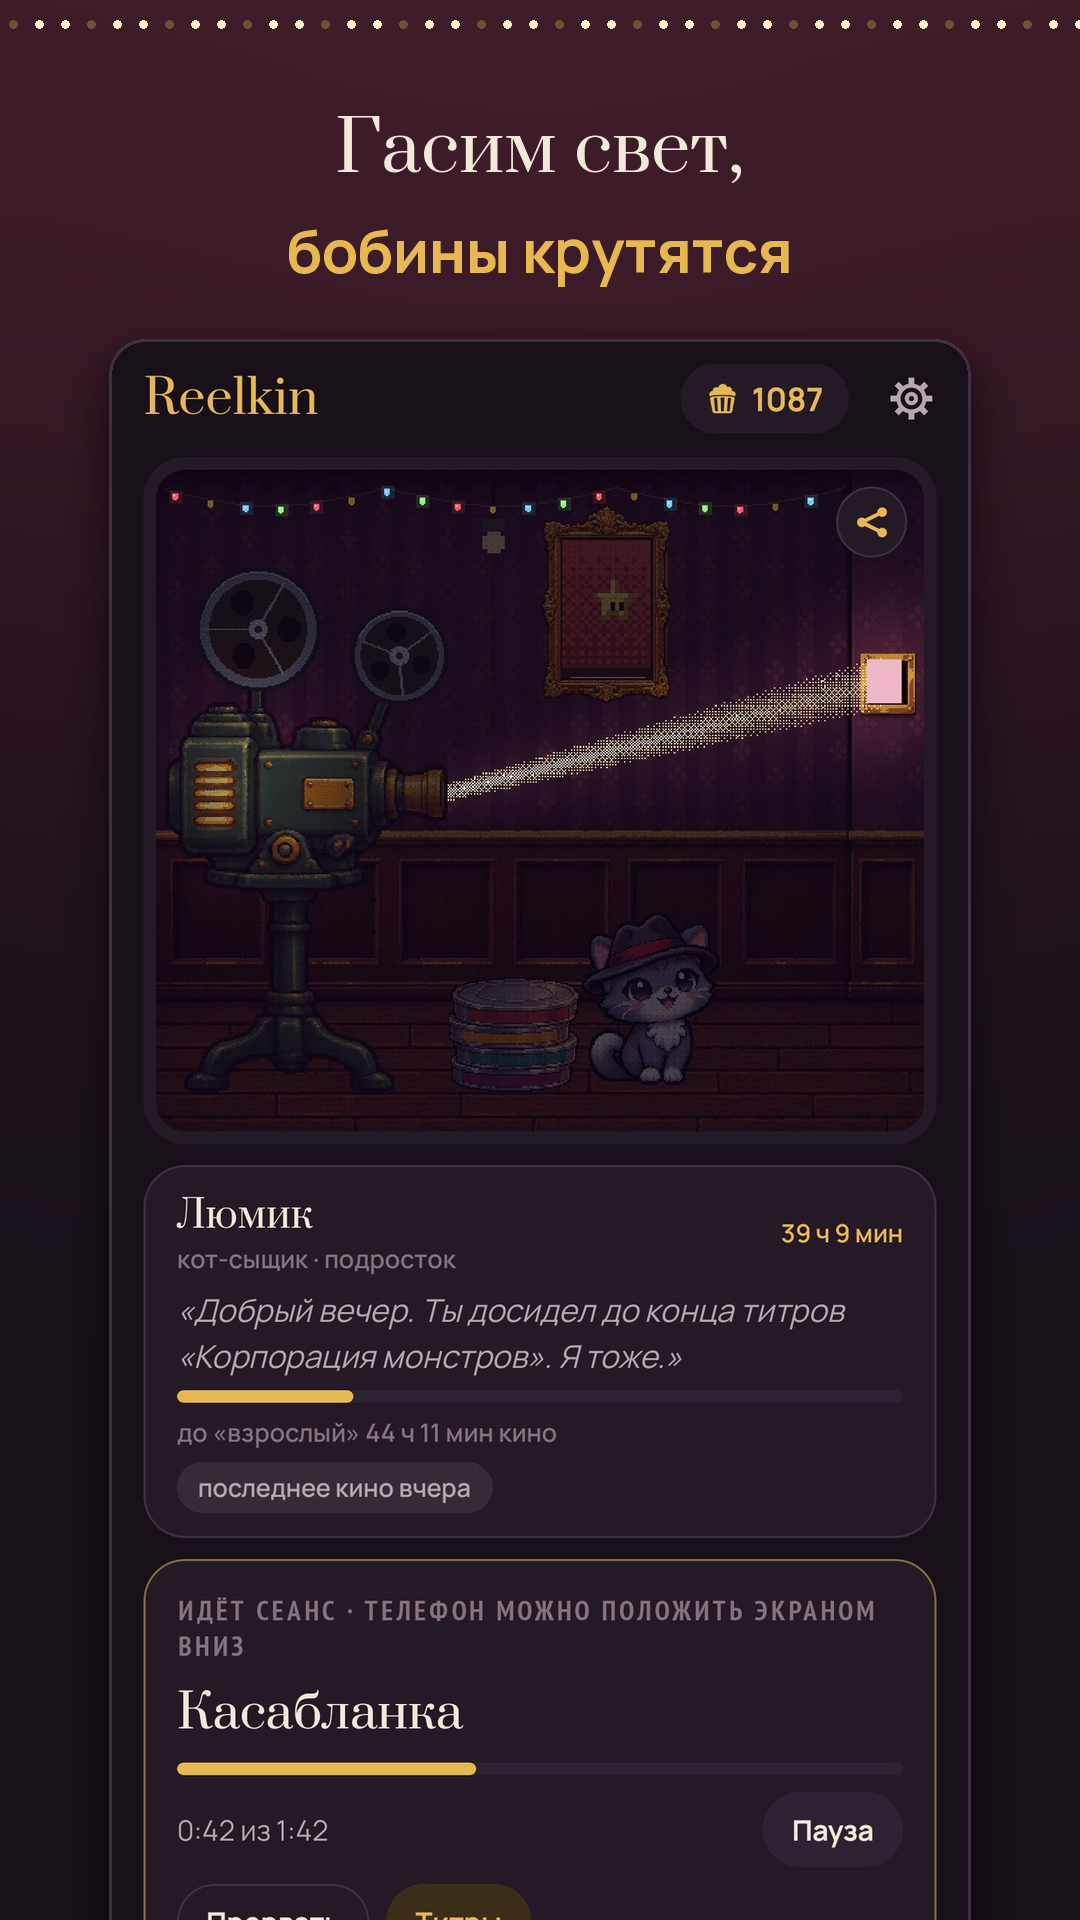 Гасим свет,
бобины крутятся
Reelkin
1087
Люмик
39 ч 9 мин
кот-сыщик · подросток
«Добрый вечер. Ты досидел до конца титров
«Корпорация монстров». Я тоже.»
до «взрослый» 44 ч 11 мин кино
последнее кино вчера
ИДЁТ СЕАНС · ТЕЛЕФОН МОЖНО ПОЛОЖИТЬ ЭКРАНОМ
ВНИЗ
Касабланка
0:42 из 1:42
Пауза
Прервать
Титры